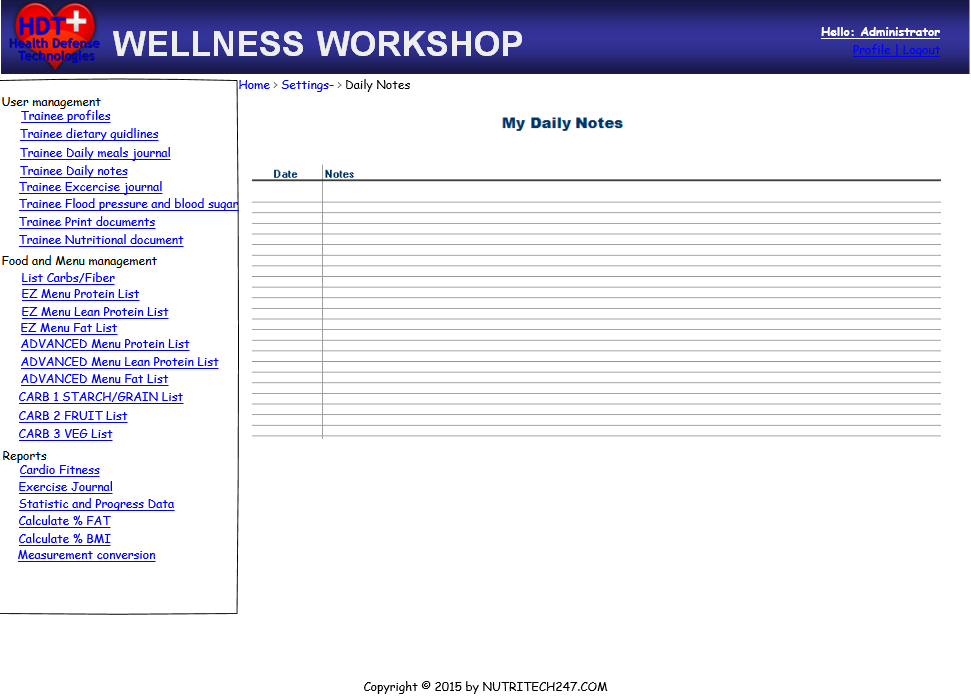 HDT+
Health Defense
Technologies
WELLNESS WORKSHOP
Hello: Administrator
Profile | Logout
Home > Settings- > Daily Notes
User management
Trainee profiles
Trainee dietary quidlines
Trainee Daily meals journal
Trainee Daily notes
Trainee Excercise journal
Trainee Flood pressure and blood sugar
Trainee Print documents
Trainee Nutritional document
Food and Menu management
List Carbs/Fiber
EZ Menu Protein List
EZ Menu Lean Protein List
EZ Menu Fat List
ADVANCED Menu Protein List
ADVANCED Menu Lean Protein List
ADVANCED Menu Fat List
CARB 1 STARCH/GRAIN List
CARB 2 FRUIT List
CARB 3 VEG List
Reports
Cardio Fitness
Exercise Journal
Statistic and Progress Data
Calculate % FAT
Calculate % BMI
Measurement conversion
My Daily Notes
Date Notes
Copyright © 2015 by NUTRITECH247.COM